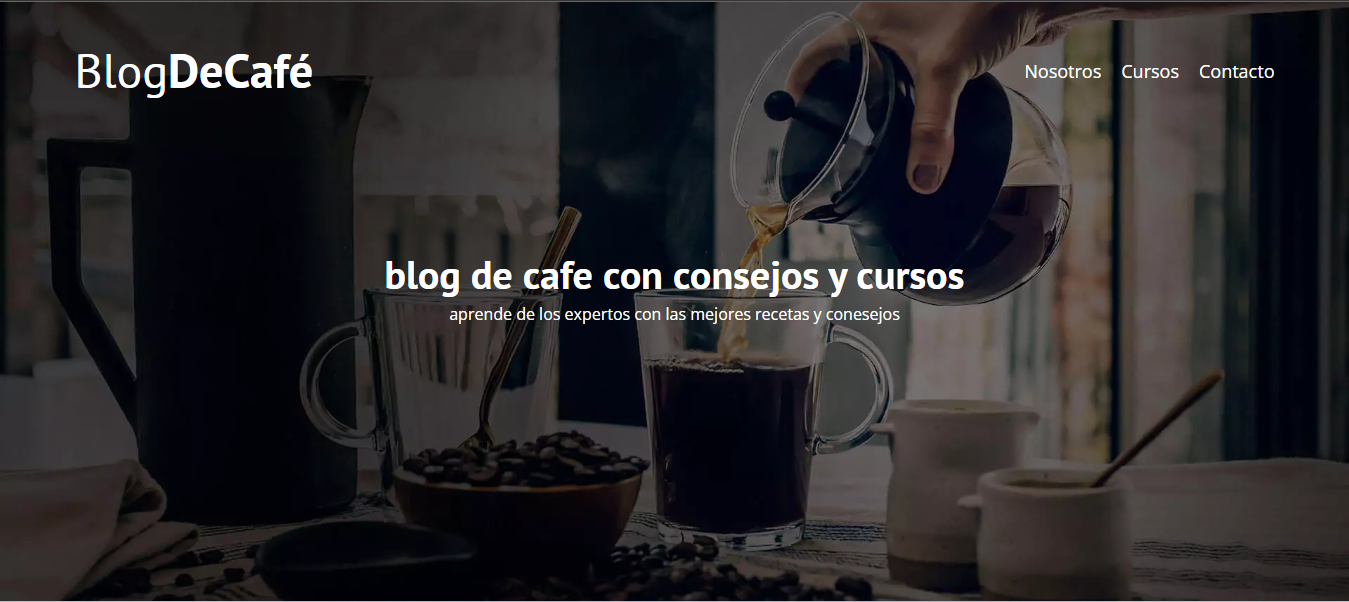 BlogDeCafé
Nosotros Cursos Contacto
blog de cafe con consejos y cursos
aprende de los expertos con las mejores recetas y conesejos